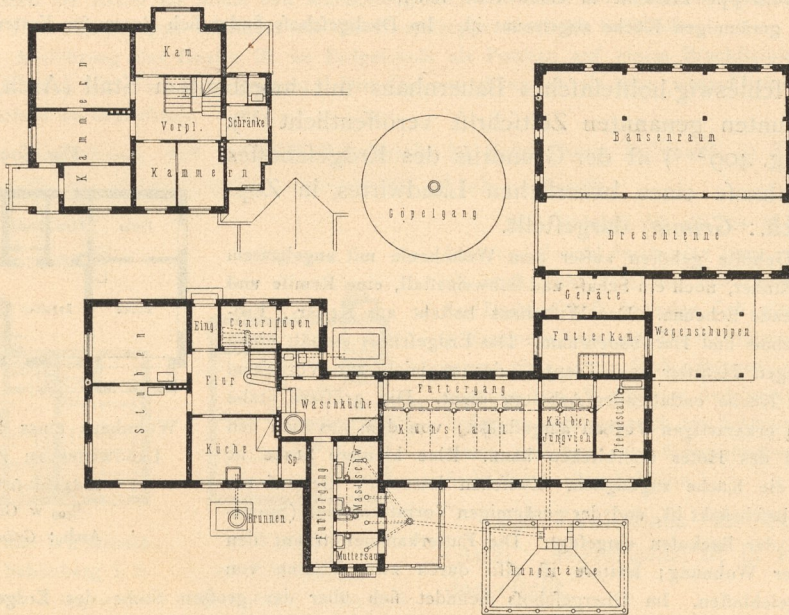 Kam.
Kammern
Vorpl.
Schränke
Kammern
Göpelgang
Bansenraum
Dreschtenne
Geräte
Futterkam.
Wagenschuppen
Stuben
Eing.
Centrifugen
Flur
Küche
Waschküche
Sp.
Brunnen
Futtergang
Kuhstall
Kälber
Jungvieh
Pferdestall
Futtergang
Mastschw.
Muttersau
Dungstätte